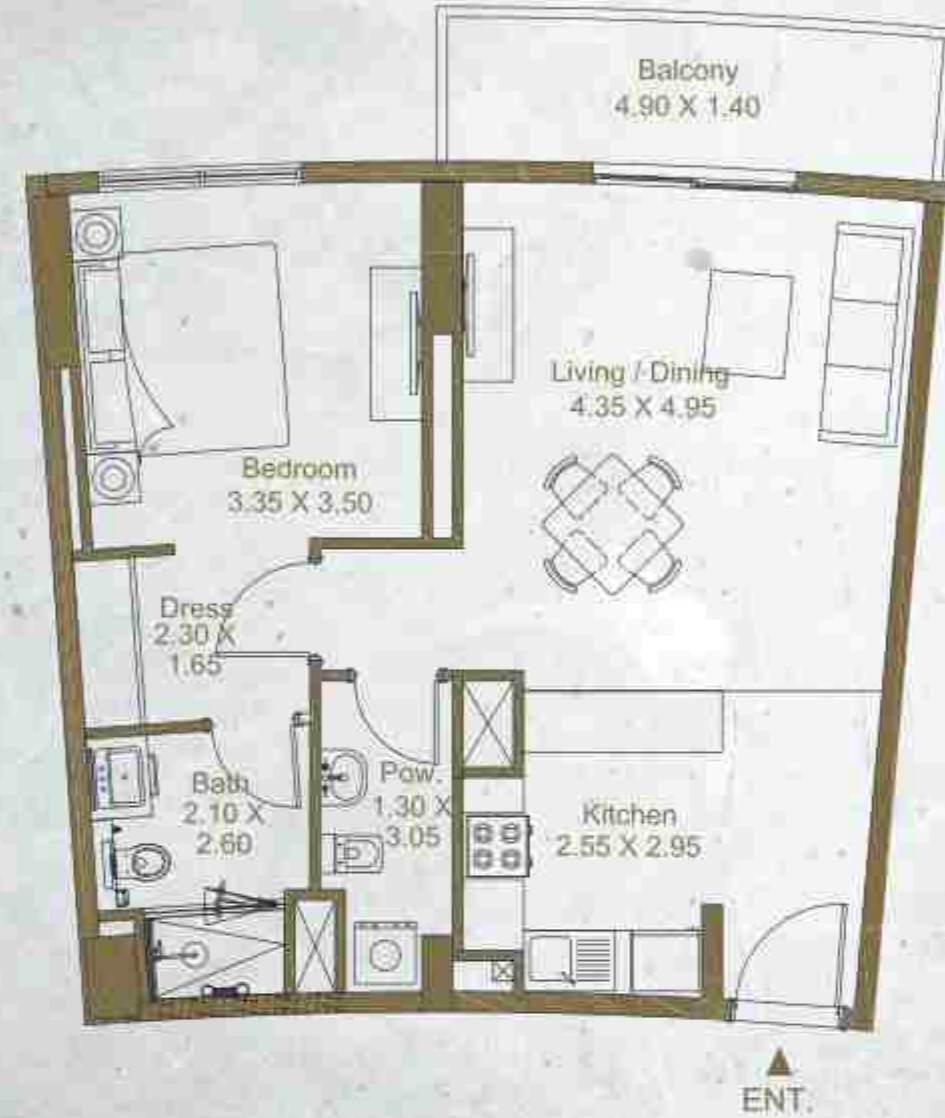 Balcony
4.90 X 1.40
Living / Dining
4.35 X 4.95
Bedroom
3.35 X 3.50
Dress
2.30 X
1.65
Bath
2.10 X
2.60
Pow.
1.30 X
3.05
Kitchen
2.55 X 2.95
ENT.